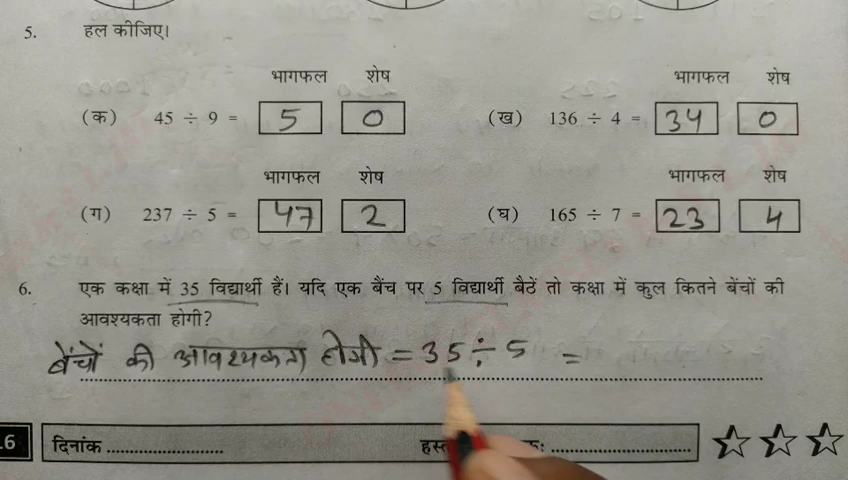 5. हल कीजिए।
भागफल शेष भागफल शेष
(क) 45 ÷ 9 = 5 0 (ख) 136 ÷ 4 = 34 0
भागफल शेष भागफल शेष
(ग) 237 ÷ 5 = 47 2 (घ) 165 ÷ 7 = 23 4
6. एक कक्षा में 35 विद्यार्थी हैं। यदि एक बैंच पर 5 विद्यार्थी बैठें तो कक्षा में कुल कितने बेंचों की
आवश्यकता होगी?
बेंचों की आवश्यकता होगी = 35 ÷ 5 =
6 दिनांक